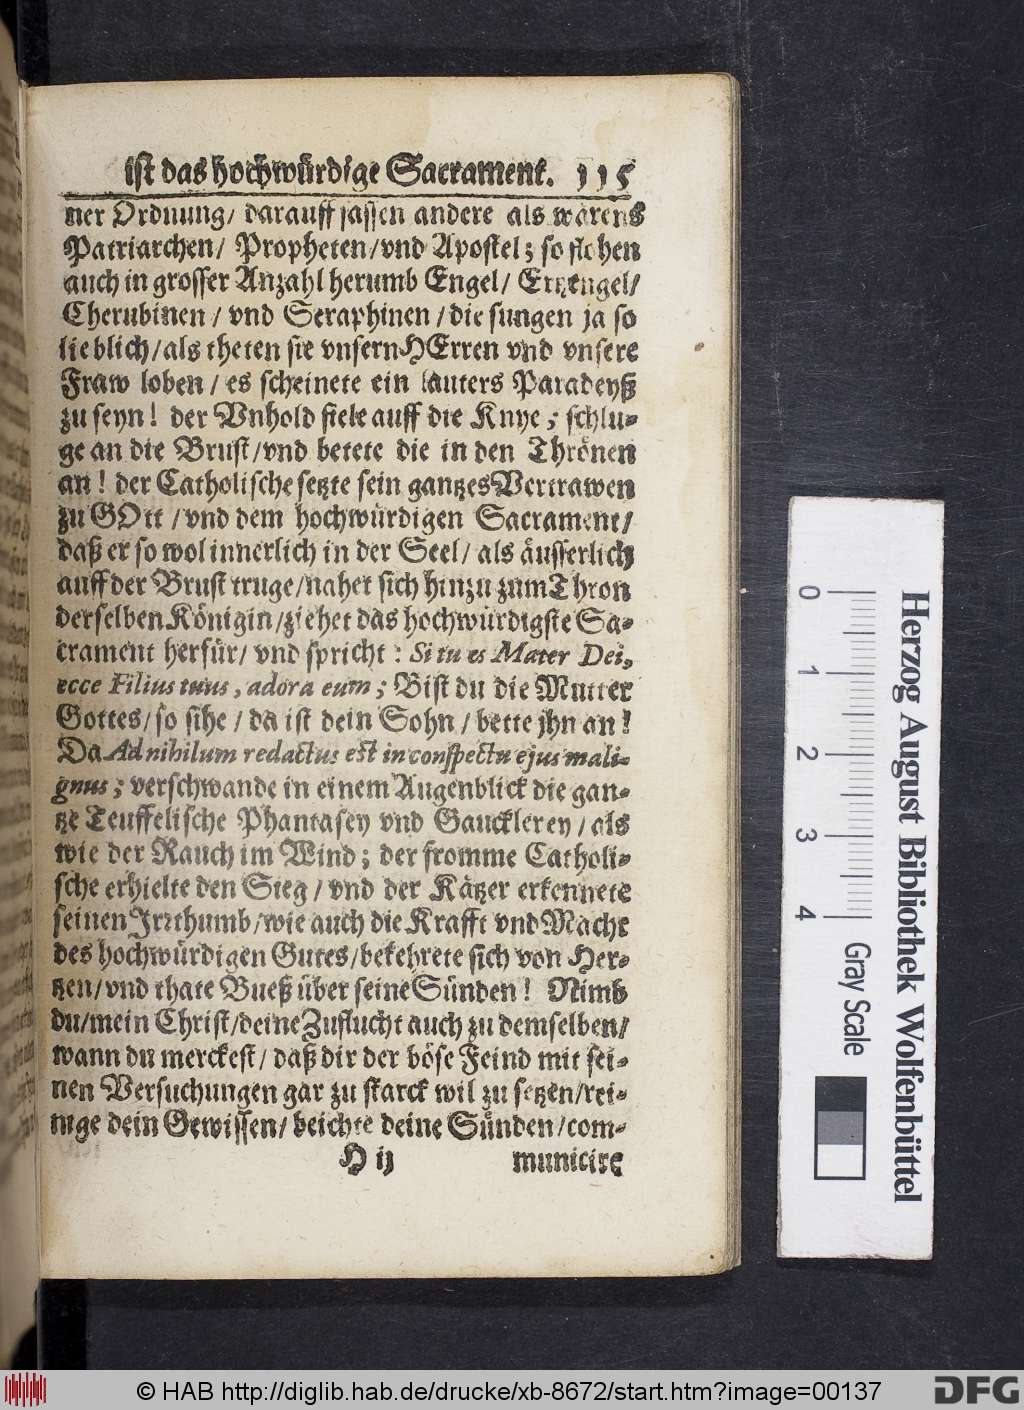 ist das hochwürdige Sacrament. 115
ner Ordnung/ darauff sassen andere als wärens
Patriarchen/ Propheten/vnd Apostel; so flohen
auch in grosser Anzahl herumb Engel/ Ertzengel/
Cherubinen / vnd Seraphinen /die sungen ja so
lieblich/als theten sie vnsern HErren vnd vnsere
Fraw loben / es scheinete ein lauters Paradeyß
zu seyn! der Vnhold fiele auff die Knye, schlu-
ge an die Brust/vnd betete die in den Thrönen
an! der Catholische setzte sein gantzes Vertrawen
zu GOtt /vnd dem hochwürdigen Sacrament/
daß er so wol innerlich in der Seel/ als äusserlich
auff der Brust truge/nahet sich hinzu zum Thron
derselben Königin/ziehet das hochwürdigste Sa-
crament herfür/ vnd spricht: Si tu es Mater Dei,
ecce Filius tuus, adora eum; Bist du die Mutter
Gottes/so sihe / da ist dein Sohn / bette jhn an!
Da Ad nihilum redactus est in conspectu ejus mali-
gnus; verschwande in einem Augenblick die gan-
tze Teuffelische Phantasey vnd Gaucklerey/als
wie der Rauch im Wind; der fromme Catholi-
sche erhielte den Sieg/vnd der Kätzer erkennete
seinen Irrthumb/wie auch die Krafft vnd Macht
des hochwürdigen Gutes/bekehrete sich von Her-
tzen/vnd thate Bueß über seine Sünden! Nimb
du/mein Christ/deine Zuflucht auch zu demselben/
wann du merckest/ daß dir der böse Feind mit sei-
nen Versuchungen gar zu starck wil zu setzen/rei-
nige dein Gewissen/ beichte deine Sünden/com-
H ij municire
0 1 2 3 4
Gray Scale
Herzog August Bibliothek Wolfenbüttel
© HAB http://diglib.hab.de/drucke/xb-8672/start.htm?image=00137
DFG